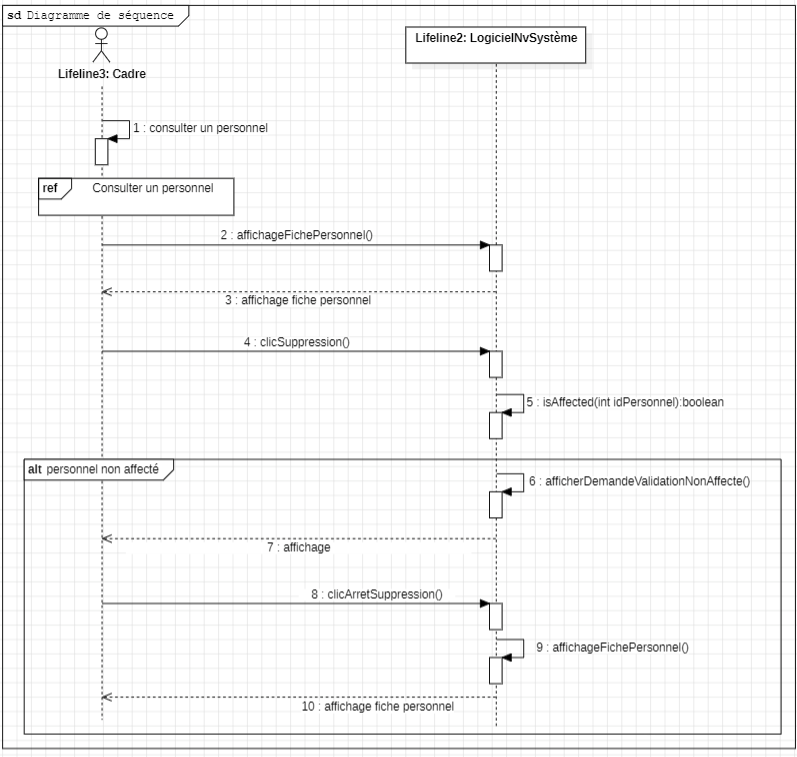 sd Diagramme de séquence
Lifeline2: LogicielNvSystème
Lifeline3: Cadre
1 : consulter un personnel
ref Consulter un personnel
2 : affichageFichePersonnel()
3 : affichage fiche personnel
4 : clicSuppression()
5 : isAffected(int idPersonnel):boolean
alt personnel non affecté
6 : afficherDemandeValidationNonAffecte()
7 : affichage
8 : clicArretSuppression()
9 : affichageFichePersonnel()
10 : affichage fiche personnel